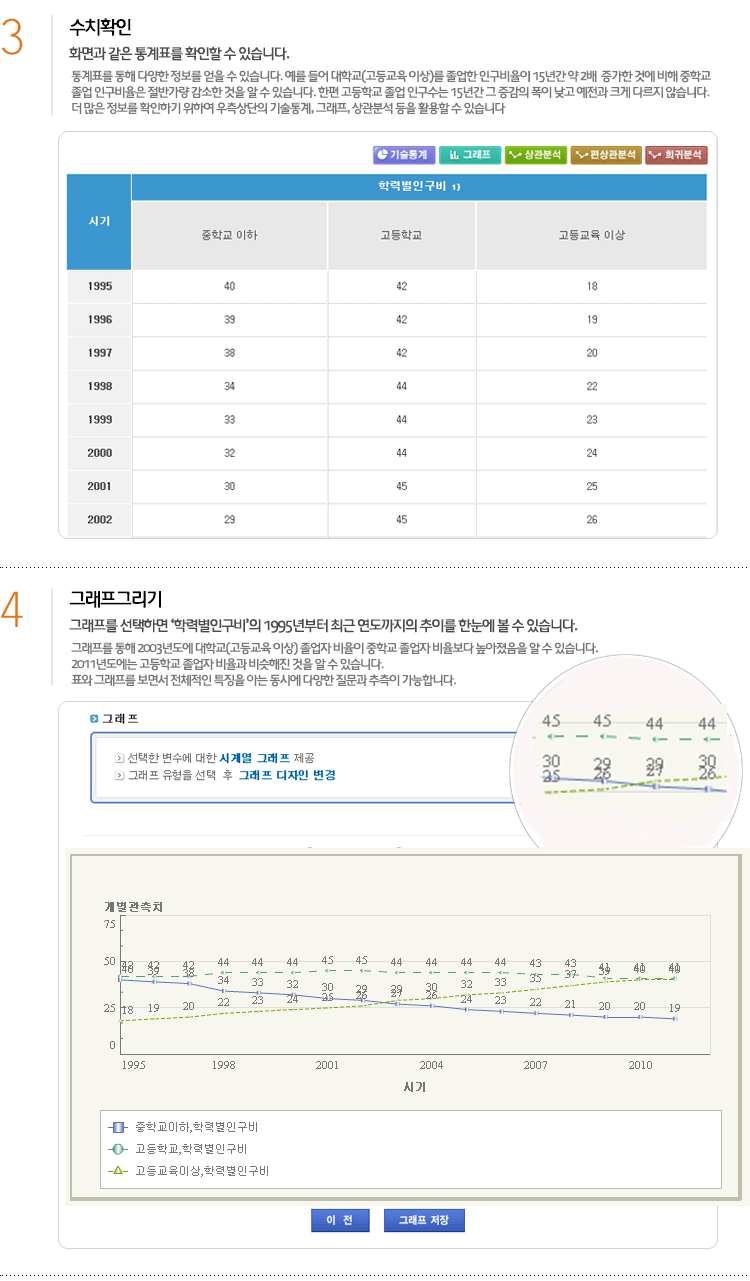 3
수치확인
화면과 같은 통계표를 확인할 수 있습니다.
통계표를 통해 다양한 정보를 얻을 수 있습니다. 예를 들어 대학교(고등교육 이상)를 졸업한 인구비율이 15년간 약 2배 증가한 것에 비해 중학교
졸업 인구비율은 절반가량 감소한 것을 알 수 있습니다. 한편 고등학교 졸업 인구수는 15년간 그 증감의 폭이 낮고 예전과 크게 다르지 않습니다.
더 많은 정보를 확인하기 위하여 우측상단의 기술통계, 그래프, 상관분석 등을 활용할 수 있습니다
기술통계 그래프 상관분석 편상관분석 회귀분석
시기 학력별인구비 1)
중학교 이하 고등학교 고등교육 이상
1995 40 42 18
1996 39 42 19
1997 38 42 20
1998 34 44 22
1999 33 44 23
2000 32 44 24
2001 30 45 25
2002 29 45 26
4
그래프그리기
그래프를 선택하면 ‘학력별인구비’의 1995년부터 최근 연도까지의 추이를 한눈에 볼 수 있습니다.
그래프를 통해 2003년도에 대학교(고등교육 이상) 졸업자 비율이 중학교 졸업자 비율보다 높아졌음을 알 수 있습니다.
2011년도에는 고등학교 졸업자 비율과 비슷해진 것을 알 수 있습니다.
표와 그래프를 보면서 전체적인 특징을 아는 동시에 다양한 질문과 추측이 가능합니다.
그래프
선택한 변수에 대한 시계열 그래프 제공
그래프 유형을 선택 후 그래프 디자인 변경
45 45 44 44
30 29 29 30
25 26 27 26
개별관측치
75
50
25
0
42 42 42 44 44 44 45 45 44 44 44 44 43 43 41 41 41
40 39 38 34 33 32 30 29 27 26 24 23 22 21 20 20 19
18 19 20 22 23 24 25 26 29 30 32 33 35 37 39 40 40
1995 1998 2001 2004 2007 2010
시기
중학교이하,학력별인구비
고등학교,학력별인구비
고등교육이상,학력별인구비
이 전 그래프 저장